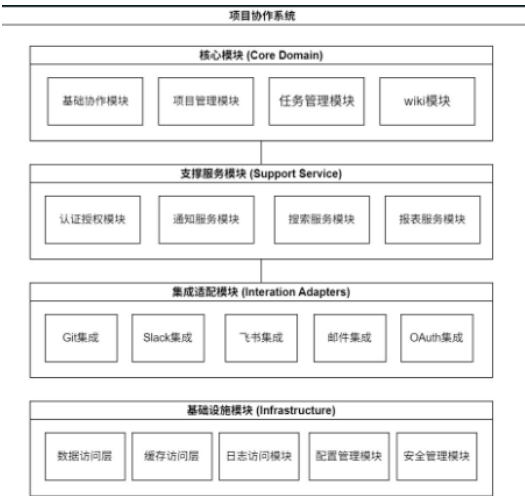 项目协作系统
核心模块 (Core Domain)
基础协作模块 项目管理模块 任务管理模块 wiki模块
支撑服务模块 (Support Service)
认证授权模块 通知服务模块 搜索服务模块 报表服务模块
集成适配模块 (Interation Adapters)
Git集成 Slack集成 飞书集成 邮件集成 OAuth集成
基础设施模块 (Infrastructure)
数据访问层 缓存访问层 日志访问模块 配置管理模块 安全管理模块